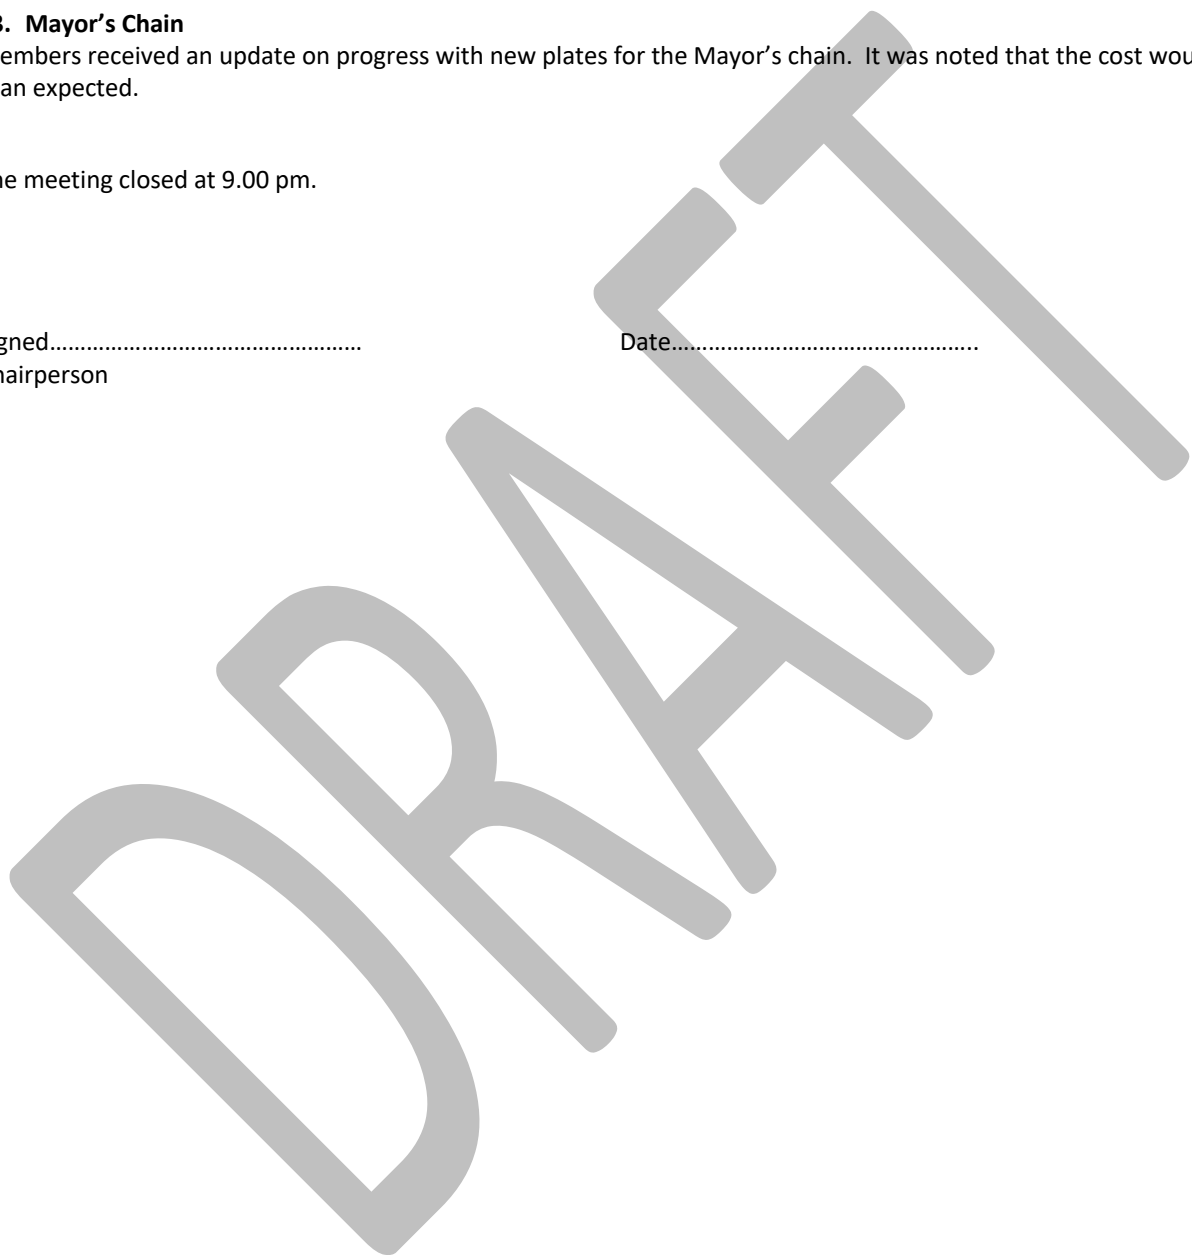 3. Mayor’s Chain
embers received an update on progress with new plates for the Mayor’s chain. It was noted that the cost wou
an expected.
he meeting closed at 9.00 pm.
gned……………………………………………
Date…………………………………………..
hairperson
DRAFT